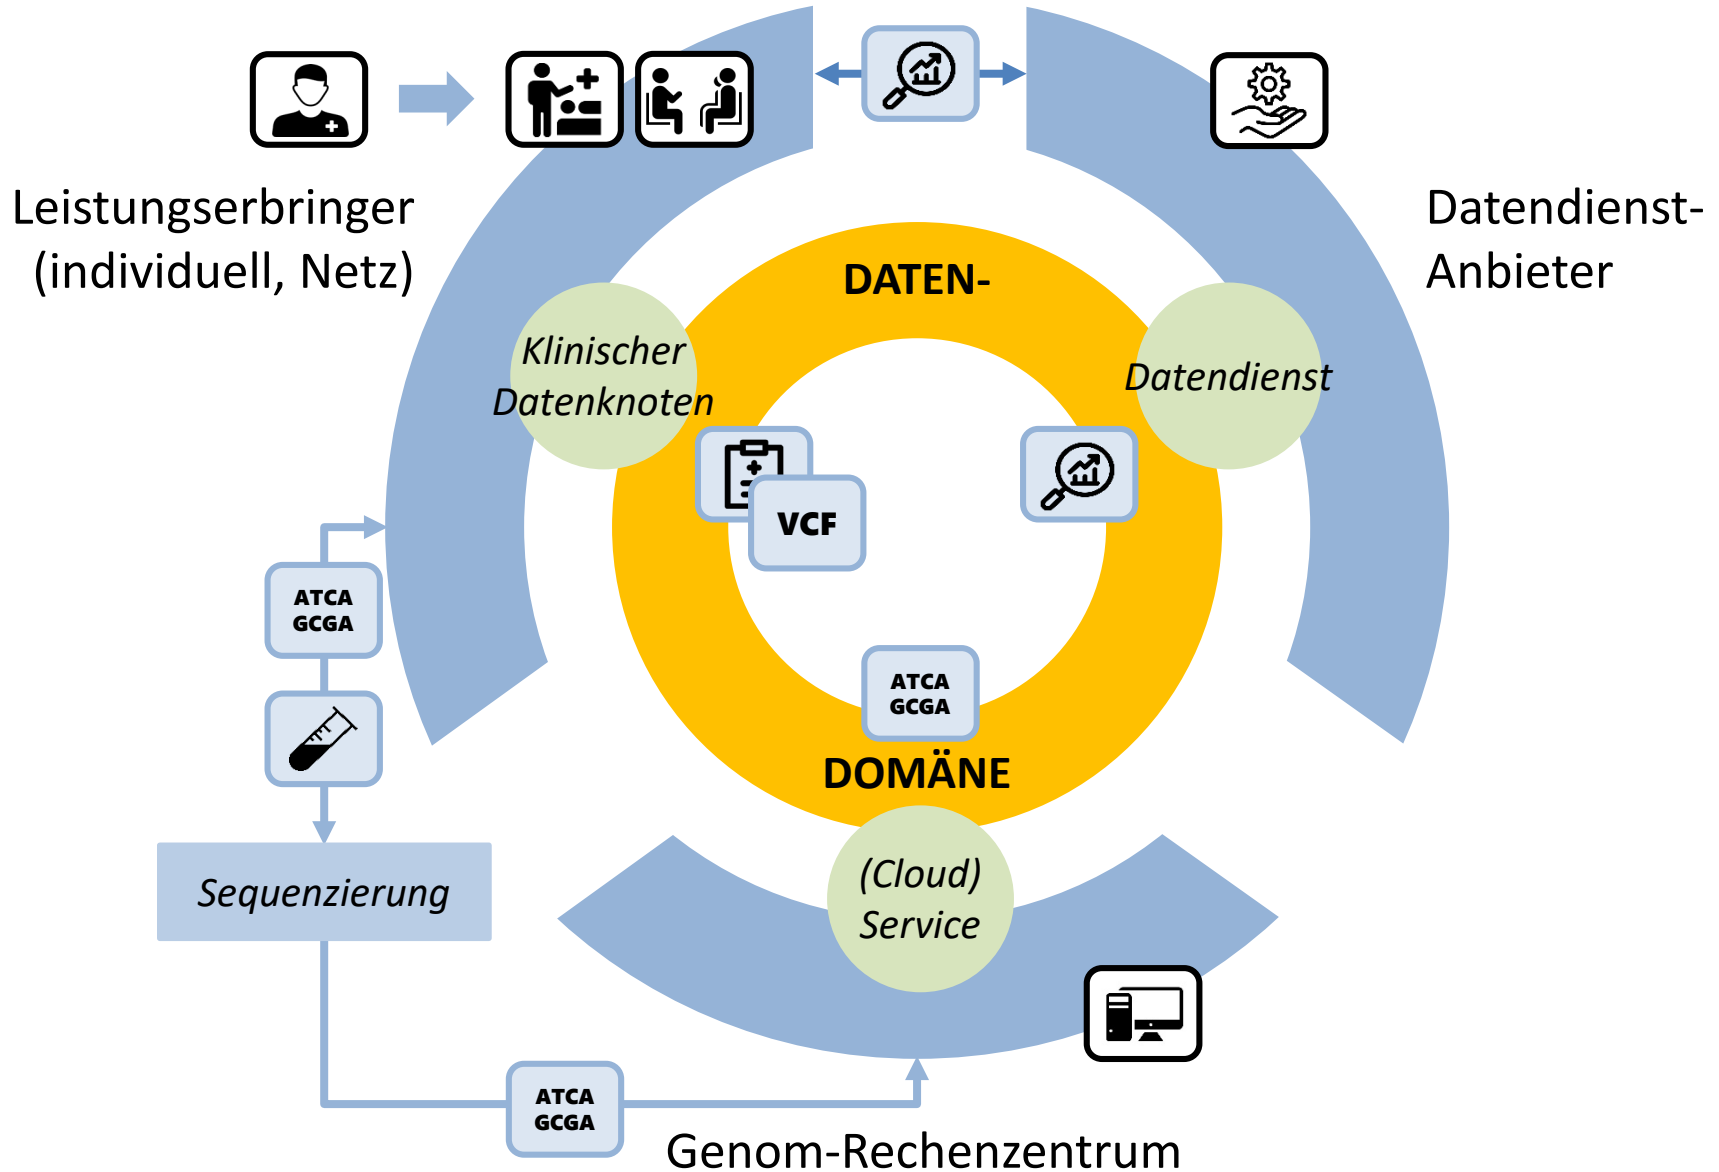 Leistungserbringer
(individuell, Netz)
Datendienst-
Anbieter
DATEN-
Klinischer
Datenknoten
Datendienst
VCF
ATCA
GCGA
ATCA
GCGA
DOMÄNE
(Cloud)
Service
Sequenzierung
ATCA
GCGA
Genom-Rechenzentrum